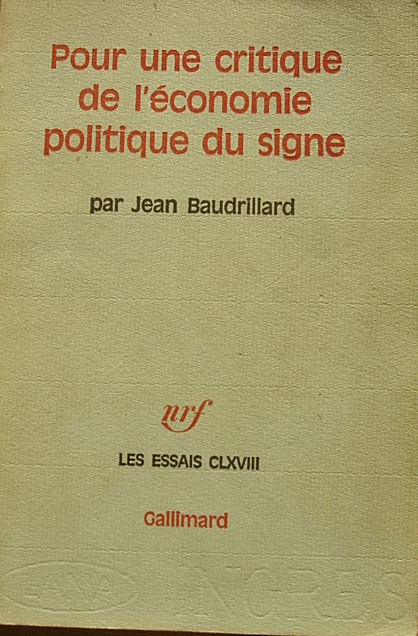 Pour une critique
de l'économie
politique du signe
par Jean Baudrillard
nrf
LES ESSAIS CLXVIII
Gallimard